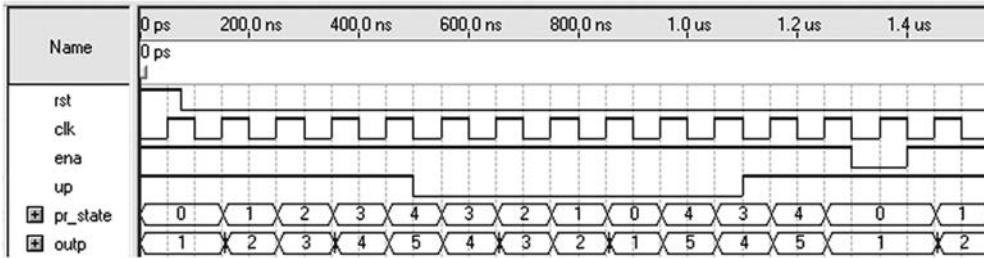 Name
0 ps 200,0 ns 400,0 ns 600,0 ns 800,0 ns 1.0 us 1.2 us 1.4 us
0 ps
rst
clk
ena
up
pr_state 0 1 2 3 4 3 2 1 0 4 3 4 0 1
outp 1 2 3 4 5 4 3 2 1 5 4 5 1 2